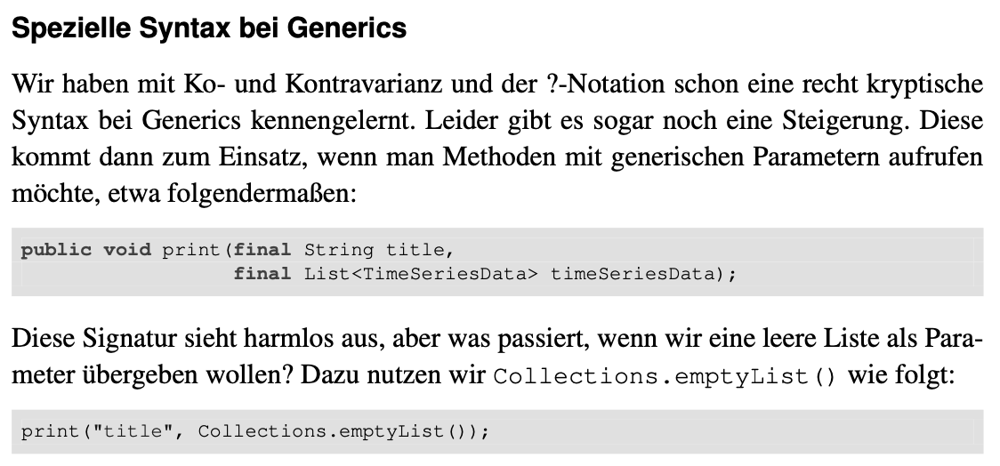 Spezielle Syntax bei Generics
Wir haben mit Ko- und Kontravarianz und der ?-Notation schon eine recht kryptische
Syntax bei Generics kennengelernt. Leider gibt es sogar noch eine Steigerung. Diese
kommt dann zum Einsatz, wenn man Methoden mit generischen Parametern aufrufen
möchte, etwa folgendermaßen:
public void print(final String title,
                  final List<TimeSeriesData> timeSeriesData);
Diese Signatur sieht harmlos aus, aber was passiert, wenn wir eine leere Liste als Para-
meter übergeben wollen? Dazu nutzen wir Collections.emptyList() wie folgt:
print("title", Collections.emptyList());